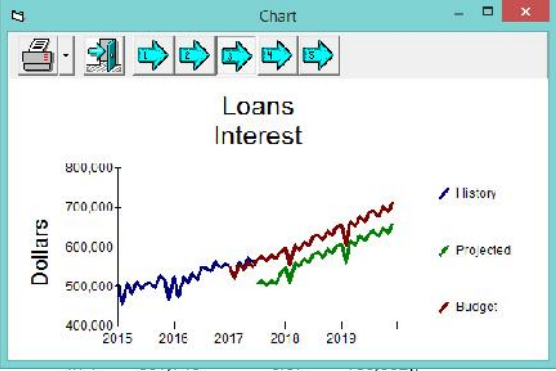 Chart
1
2
3
4
5
Loans
Interest
Dollars
800,000
700,000
600,000
500,000
400,000
2015
2016
2017
2018
2019
History
Projected
Budget